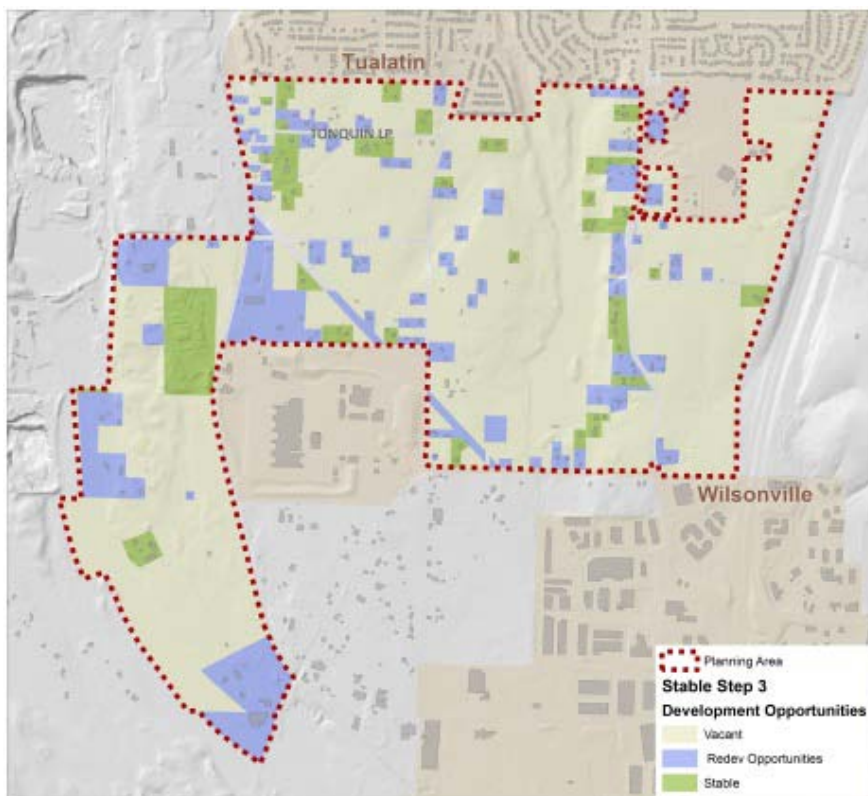 Tualatin
TONQUIN LP
Wilsonville
Planning Area
Stable Step 3
Development Opportunities
Vacant
Redev Opportunities
Stable